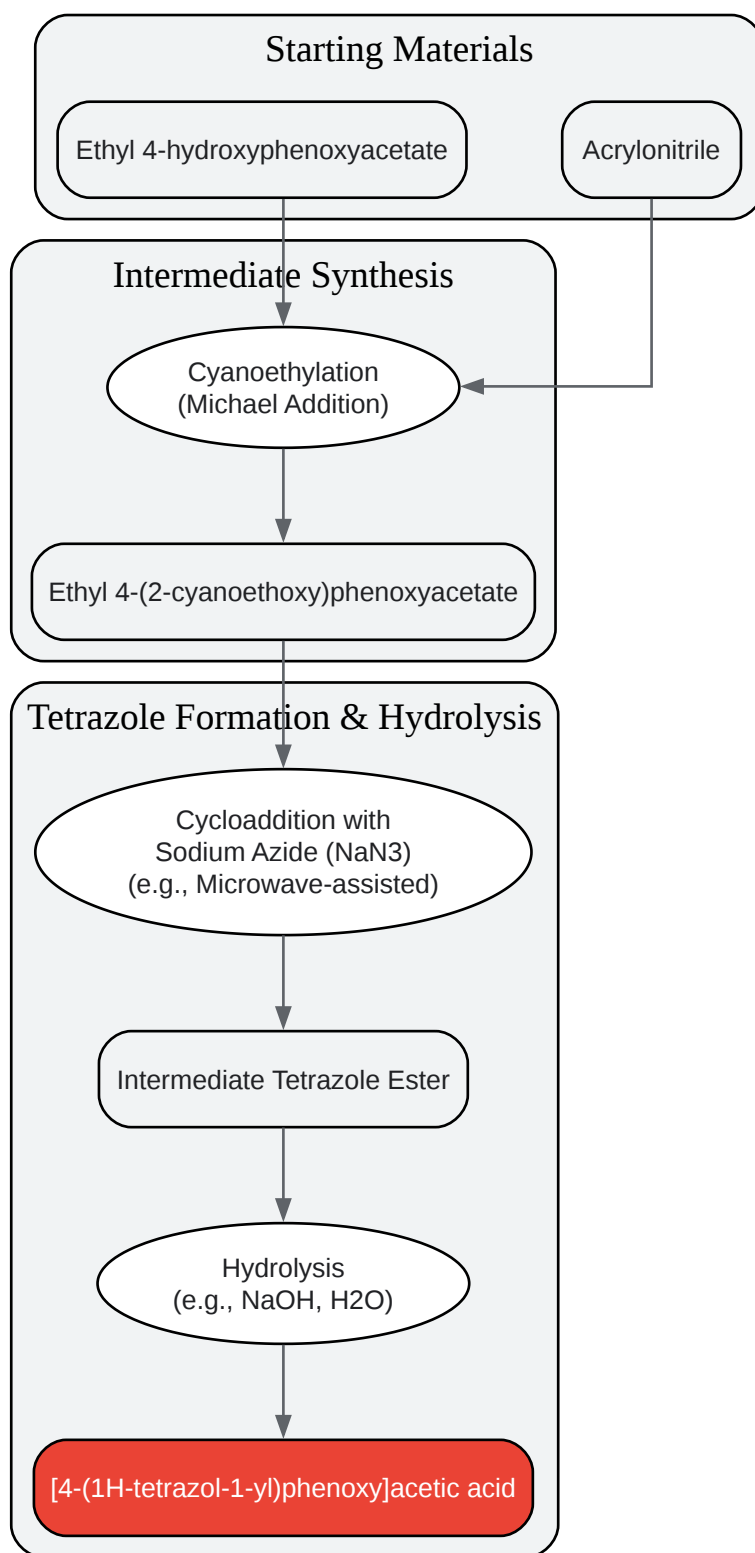 Starting Materials
Ethyl 4-hydroxyphenoxyacetate
Acrylonitrile
Intermediate Synthesis
Cyanoethylation
(Michael Addition)
Ethyl 4-(2-cyanoethoxy)phenoxyacetate
Tetrazole Formation & Hydrolysis
Cycloaddition with
Sodium Azide (NaN3)
(e.g., Microwave-assisted)
Intermediate Tetrazole Ester
Hydrolysis
(e.g., NaOH, H2O)
[4-(1H-tetrazol-1-yl)phenoxy]acetic acid